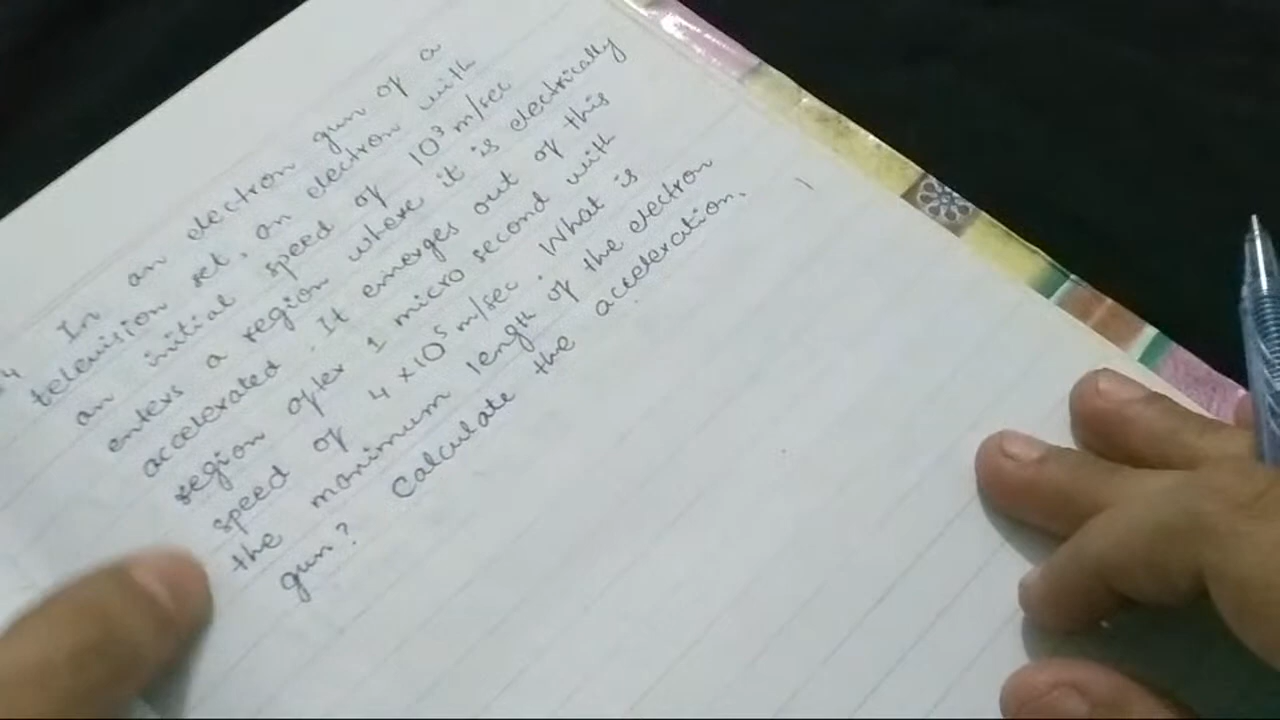 4 In an electron gun of a
television set, an electron with
an initial speed of 10³ m/sec
enters a region where it is electrically
accelerated. It emerges out of this
region after 1 micro second with
speed of 4 × 10⁵ m/sec. What is
the maximum length of the electron
gun? Calculate the acceleration.